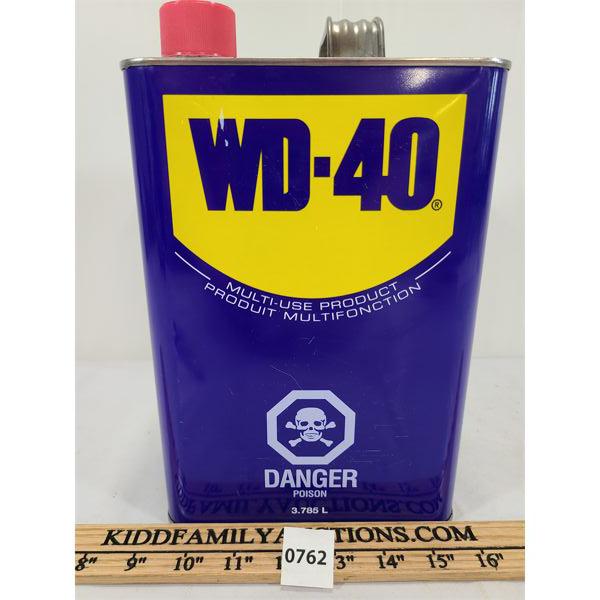 WD-40®
MULTI-USE PRODUCT
PRODUIT MULTIFONCTION
DANGER
POISON
3.785 L
KIDDFAMILYAUCTIONS.COM
8" 9" 10" 11" 0762 14" 15" 16"